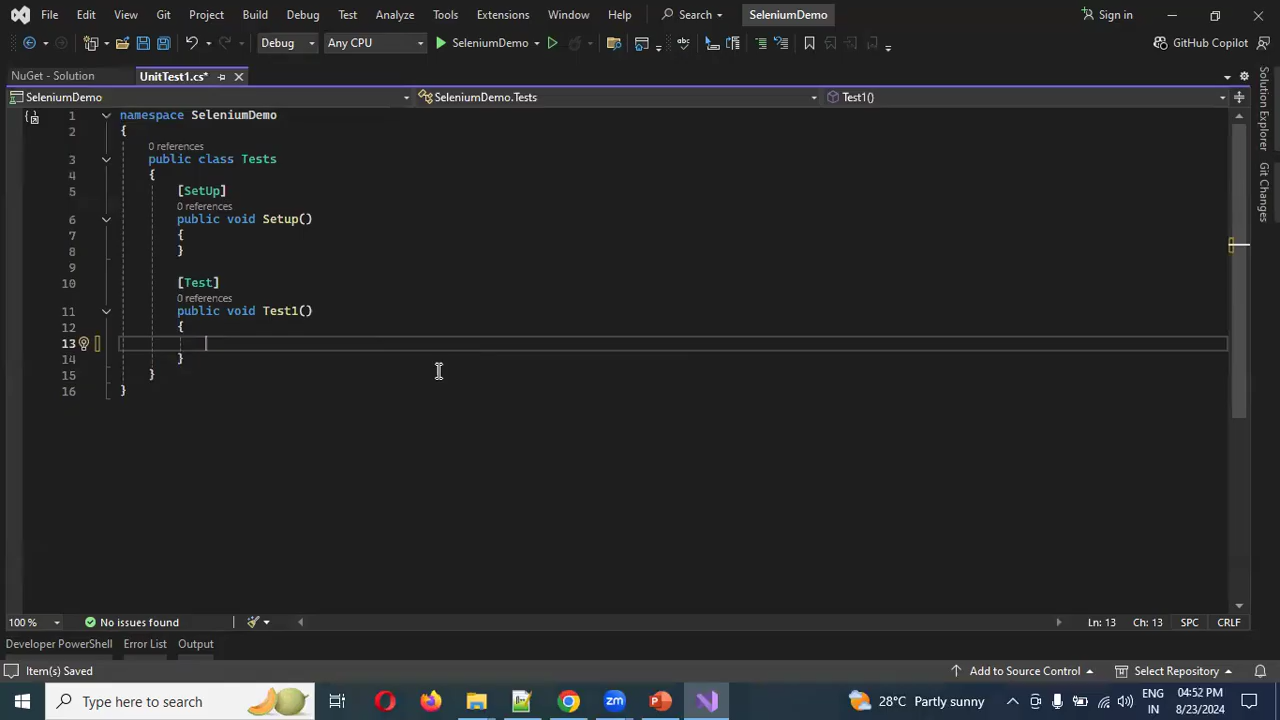 File Edit View Git Project Build Debug Test Analyze Tools Extensions Window Help Search SeleniumDemo Sign in
Debug Any CPU SeleniumDemo abc GitHub Copilot
NuGet - Solution UnitTest1.cs*
SeleniumDemo SeleniumDemo.Tests Test1()
1 namespace SeleniumDemo
2 {
0 references
3 public class Tests
4 {
5 [SetUp]
0 references
6 public void Setup()
7 {
8 }
9
10 [Test]
0 references
11 public void Test1()
12 {
13
14 }
15 }
16 }
Solution Explorer
Git Changes
100 % No issues found Ln: 13 Ch: 13 SPC CRLF
Developer PowerShell Error List Output
Item(s) Saved Add to Source Control Select Repository
Type here to search zm 28°C Partly sunny ENG 04:52 PM
IN 8/23/2024